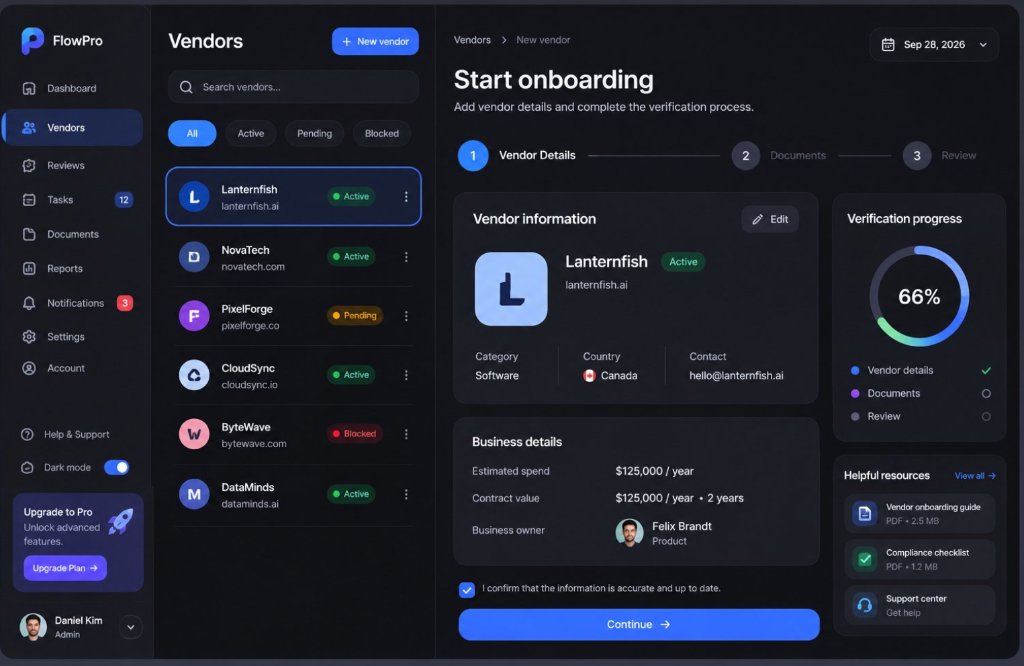 FlowPro
Dashboard
Vendors
Reviews
Tasks
12
Documents
Reports
Notifications
3
Settings
Account
Help & Support
Dark mode
Upgrade to Pro
Unlock advanced
features.
Upgrade Plan →
Daniel Kim
Admin
Vendors
+ New vendor
Search vendors...
All
Active
Pending
Blocked
L
Lanternfish
lanternfish.ai
Active
D
NovaTech
novatech.com
Active
F
PixelForge
pixelforge.co
Pending
CloudSync
cloudsync.io
Active
W
ByteWave
bytewave.com
Blocked
M
DataMinds
dataminds.ai
Active
Vendors > New vendor
Sep 28, 2026
Start onboarding
Add vendor details and complete the verification process.
1 Vendor Details
2 Documents
3 Review
Vendor information
Edit
L
Lanternfish
Active
lanternfish.ai
Category
Software
Country
Canada
Contact
hello@lanternfish.ai
Business details
Estimated spend
$125,000 / year
Contract value
$125,000 / year • 2 years
Business owner
Felix Brandt
Product
I confirm that the information is accurate and up to date.
Continue →
Verification progress
66%
Vendor details
Documents
Review
Helpful resources
View all →
Vendor onboarding guide
PDF • 2.5 MB
Compliance checklist
PDF • 1.2 MB
Support center
Get help